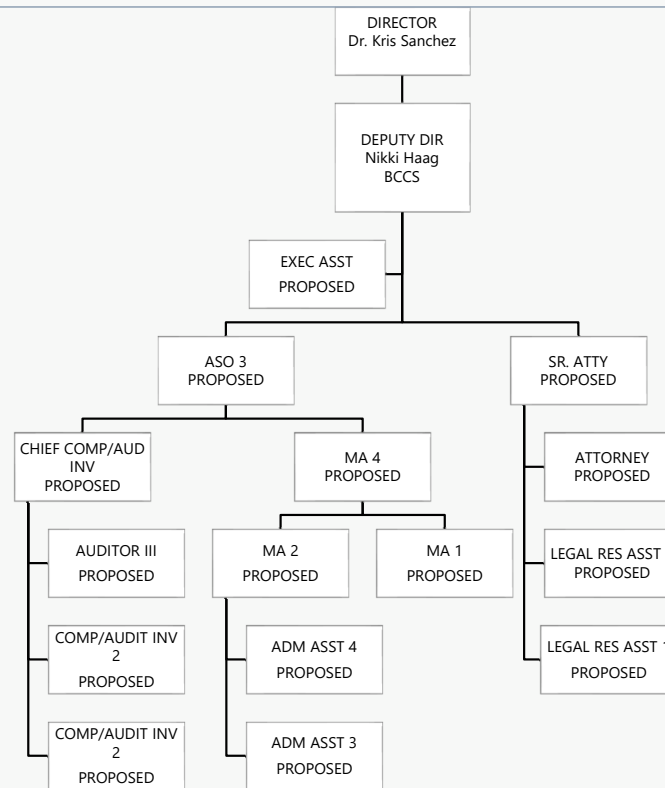 DIRECTOR
Dr. Kris Sanchez
DEPUTY DIR
Nikki Haag
BCCS
EXEC ASST
PROPOSED
ASO 3
PROPOSED
SR. ATTY
PROPOSED
CHIEF COMP/AUD
INV
PROPOSED
MA 4
PROPOSED
ATTORNEY
PROPOSED
AUDITOR III
PROPOSED
MA 2
PROPOSED
MA 1
PROPOSED
LEGAL RES ASST
PROPOSED
COMP/AUDIT INV
2
PROPOSED
ADM ASST 4
PROPOSED
LEGAL RES ASST 1
PROPOSED
COMP/AUDIT INV
2
PROPOSED
ADM ASST 3
PROPOSED